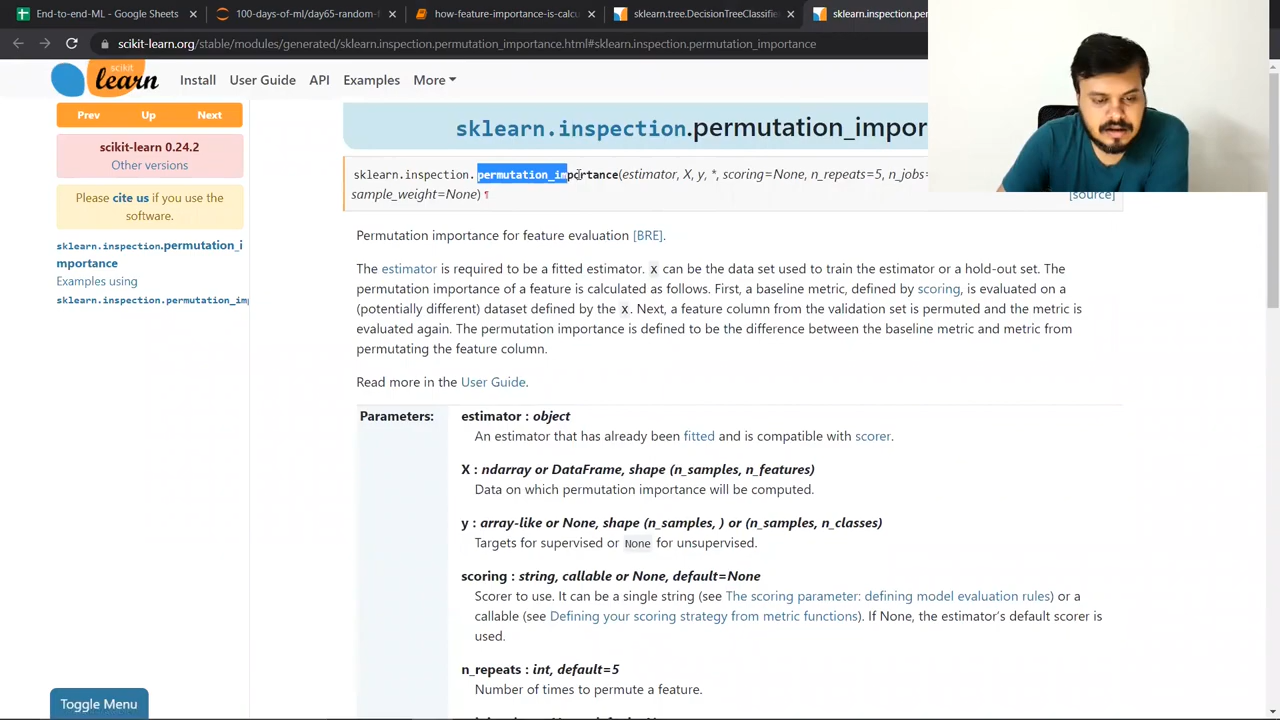 End-to-end ML - Google Sheets
100-days-of-ml/day65-random-f
how-feature-importance-is-calcu
sklearn.tree.DecisionTreeClassifie
sklearn.inspection.per
scikit-learn.org/stable/modules/generated/sklearn.inspection.permutation_importance.html#sklearn.inspection.permutation_importance
scikit
learn
Install User Guide API Examples More
Prev Up Next
scikit-learn 0.24.2
Other versions
Please cite us if you use the
software.
sklearn.inspection.permutation_i
mportance
Examples using
sklearn.inspection.permutation_im
sklearn.inspection.permutation_impor
sklearn.inspection.permutation_importance(estimator, X, y, *, scoring=None, n_repeats=5, n_jobs=
sample_weight=None) ¶
[source]
Permutation importance for feature evaluation [BRE].
The estimator is required to be a fitted estimator. X can be the data set used to train the estimator or a hold-out set. The
permutation importance of a feature is calculated as follows. First, a baseline metric, defined by scoring, is evaluated on a
(potentially different) dataset defined by the X. Next, a feature column from the validation set is permuted and the metric is
evaluated again. The permutation importance is defined to be the difference between the baseline metric and metric from
permutating the feature column.
Read more in the User Guide.
Parameters:
estimator : object
An estimator that has already been fitted and is compatible with scorer.
X : ndarray or DataFrame, shape (n_samples, n_features)
Data on which permutation importance will be computed.
y : array-like or None, shape (n_samples, ) or (n_samples, n_classes)
Targets for supervised or None for unsupervised.
scoring : string, callable or None, default=None
Scorer to use. It can be a single string (see The scoring parameter: defining model evaluation rules) or a
callable (see Defining your scoring strategy from metric functions). If None, the estimator's default scorer is
used.
n_repeats : int, default=5
Number of times to permute a feature.
Toggle Menu